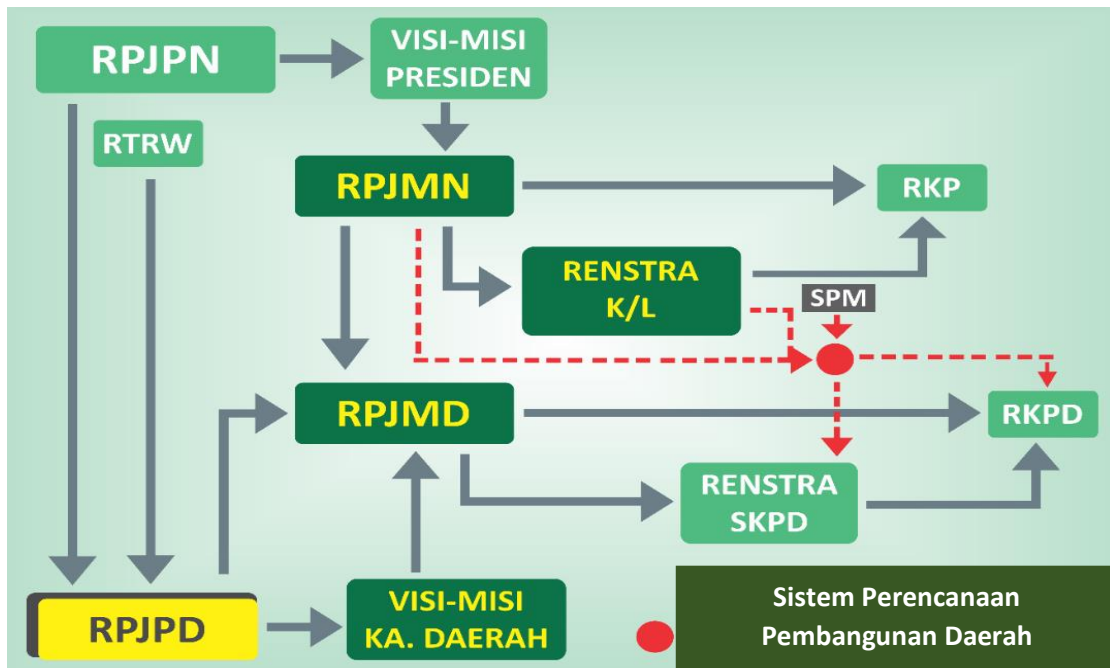 RPJPN
VISI-MISI
PRESIDEN
RTRW
RPJMN
RKP
RENSTRA
K/L
SPM
RPJMD
RKPD
RENSTRA
SKPD
RPJPD
VISI-MISI
KA. DAERAH
Sistem Perencanaan
Pembangunan Daerah